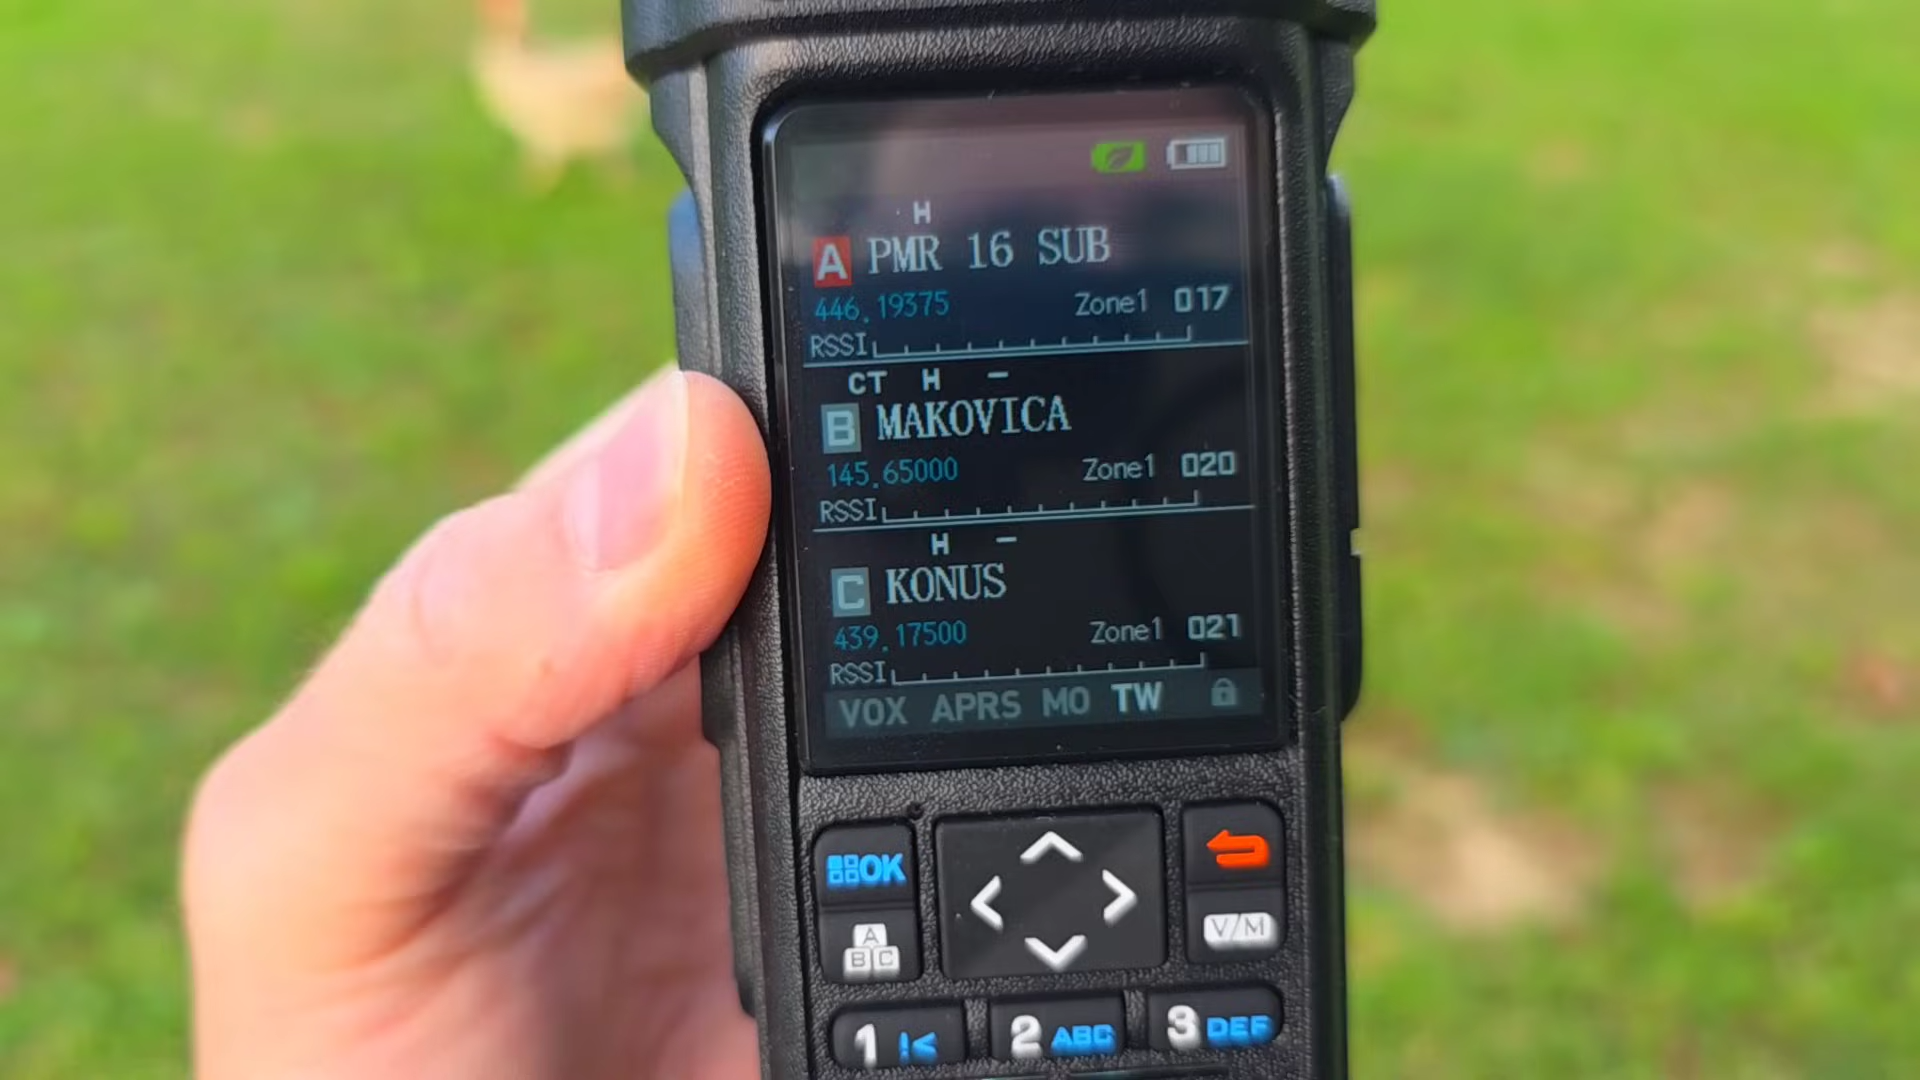 H
A PMR 16 SUB
446.19375 Zone1 017
RSSI
CT H −
B MAKOVICA
145.65000 Zone1 020
RSSI
H −
C KONUS
439.17500 Zone1 021
RSSI
VOX APRS MO TW
OK
V/M
A
B C
1 2 ABC 3 DEF